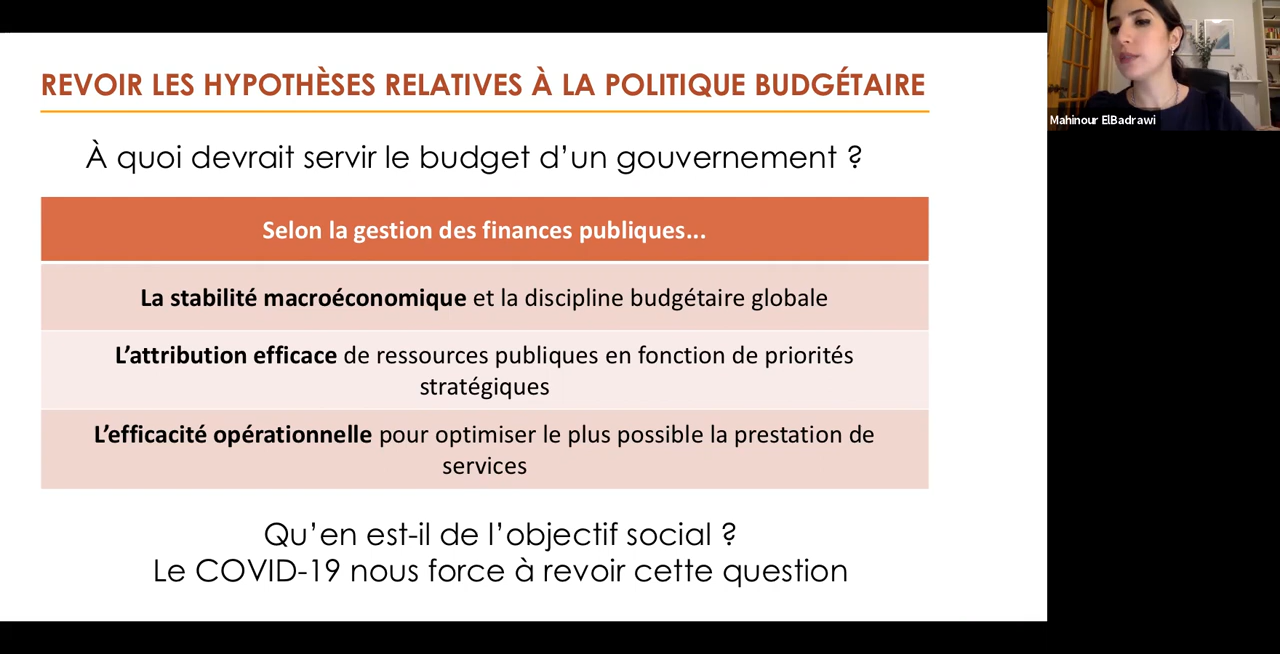 REVOIR LES HYPOTHÈSES RELATIVES À LA POLITIQUE BUDGÉTAIRE
À quoi devrait servir le budget d’un gouvernement ?
Selon la gestion des finances publiques...
La stabilité macroéconomique et la discipline budgétaire globale
L’attribution efficace de ressources publiques en fonction de priorités
stratégiques
L’efficacité opérationnelle pour optimiser le plus possible la prestation de
services
Qu’en est-il de l’objectif social ?
Le COVID-19 nous force à revoir cette question
Mahinour ElBadrawi